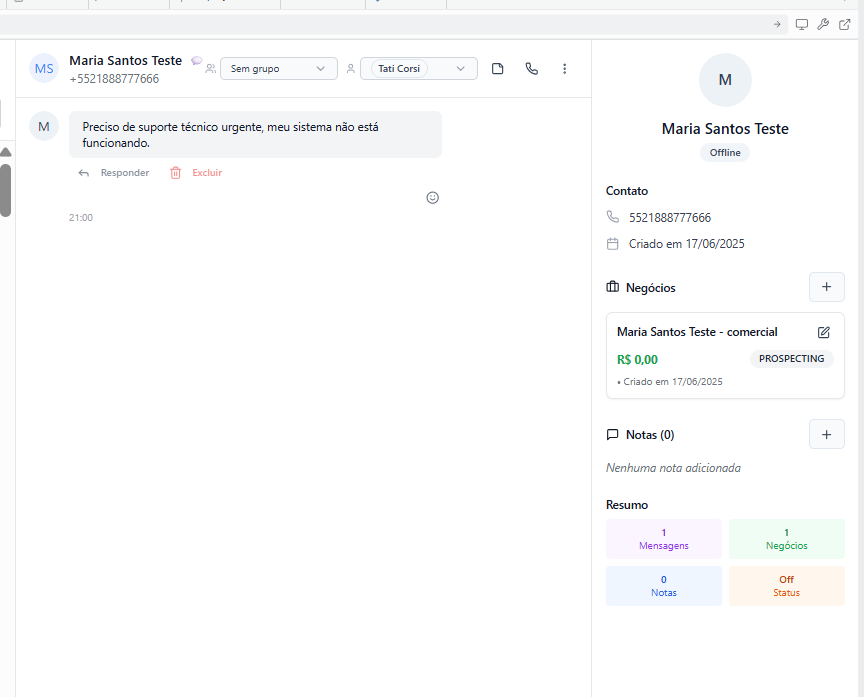 MS
Maria Santos Teste
+5521888777666
Sem grupo
Tati Corsi
M
Preciso de suporte técnico urgente, meu sistema não está
funcionando.
Responder
Excluir
21:00
M
Maria Santos Teste
Offline
Contato
5521888777666
Criado em 17/06/2025
Negócios
+
Maria Santos Teste - comercial
R$ 0,00
PROSPECTING
• Criado em 17/06/2025
Notas (0)
+
Nenhuma nota adicionada
Resumo
1
Mensagens
1
Negócios
0
Notas
Off
Status